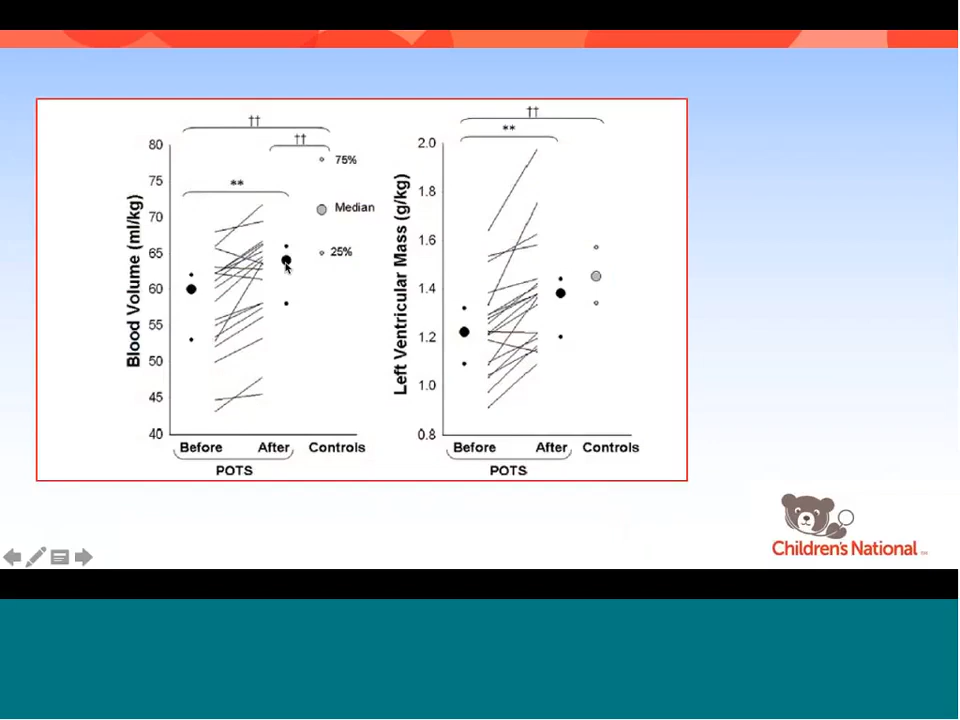 ††
††
**
80
75
70
65
60
55
50
45
40
Blood Volume (ml/kg)
75%
Median
25%
Before
After
Controls
POTS
††
**
2.0
1.8
1.6
1.4
1.2
1.0
0.8
Left Ventricular Mass (g/kg)
Before
After
Controls
POTS
Children's National